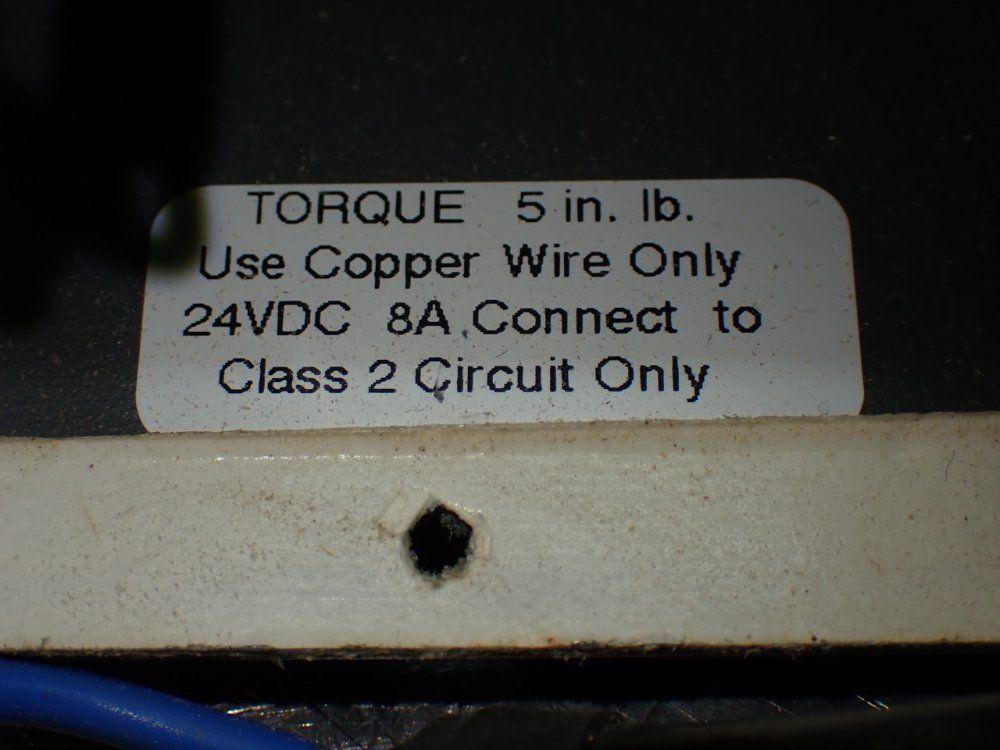 TORQUE 5 in. lb.
Use Copper Wire Only
24VDC 8A Connect to
Class 2 Circuit Only